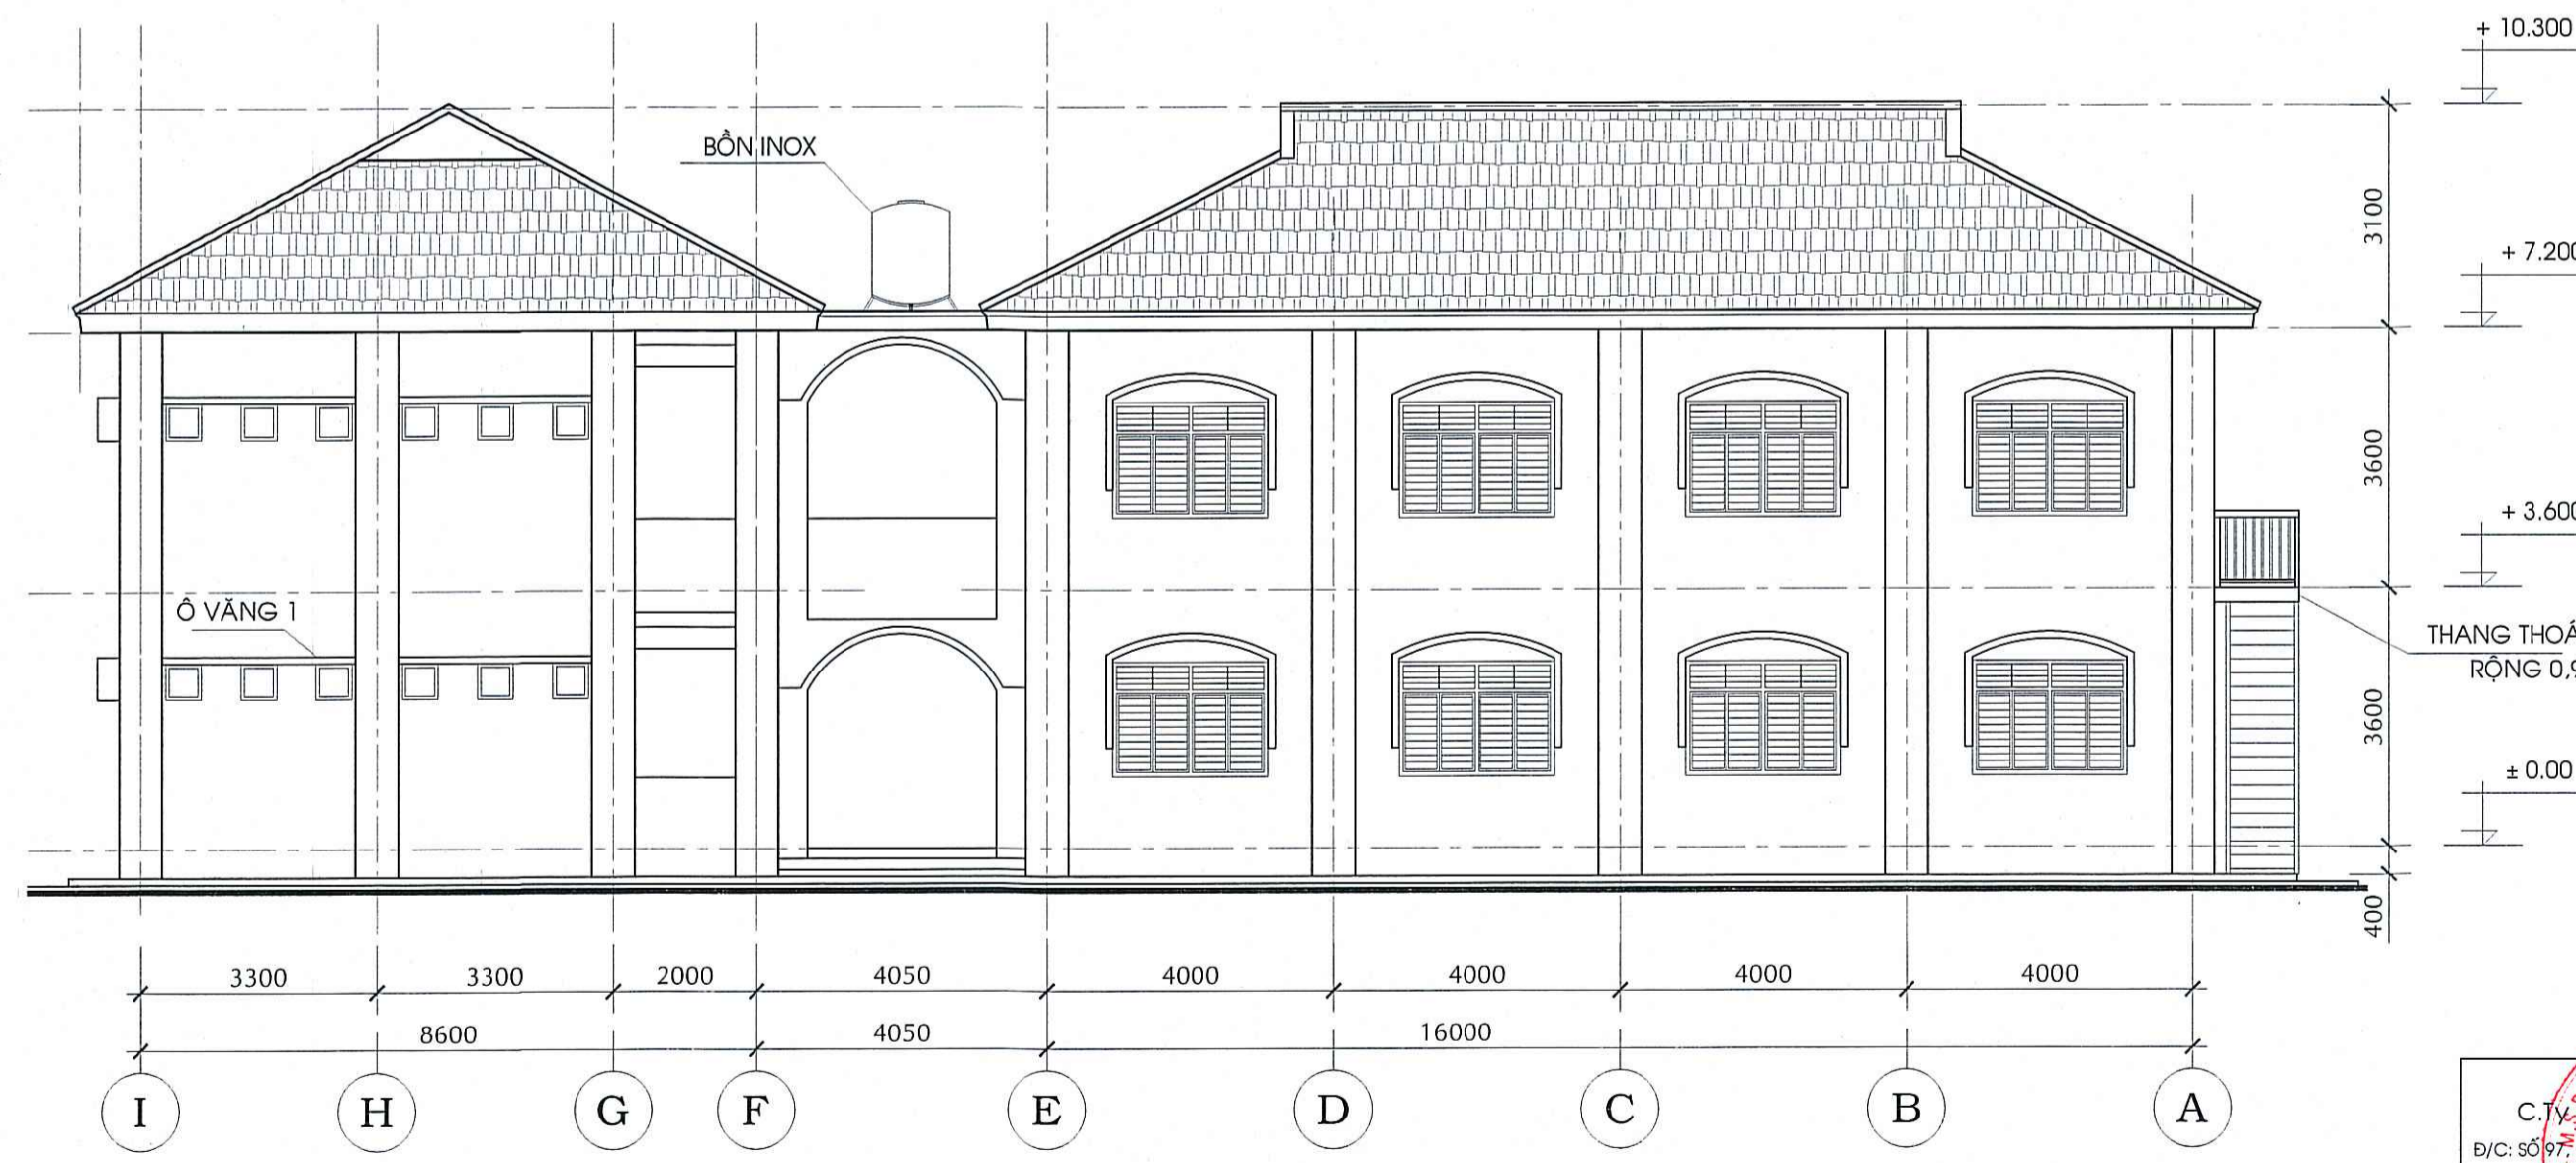 + 10.300
BỒN INOX
3100
+ 7.200
3600
+ 3.600
Ô VĂNG 1
THANG THOÁ
RỘNG 0,9
3600
± 0.00
400
3300 3300 2000 4050 4000 4000 4000 4000
8600 4050 16000
I H G F E D C B A
C.Ty
Đ/C: SỐ 97,